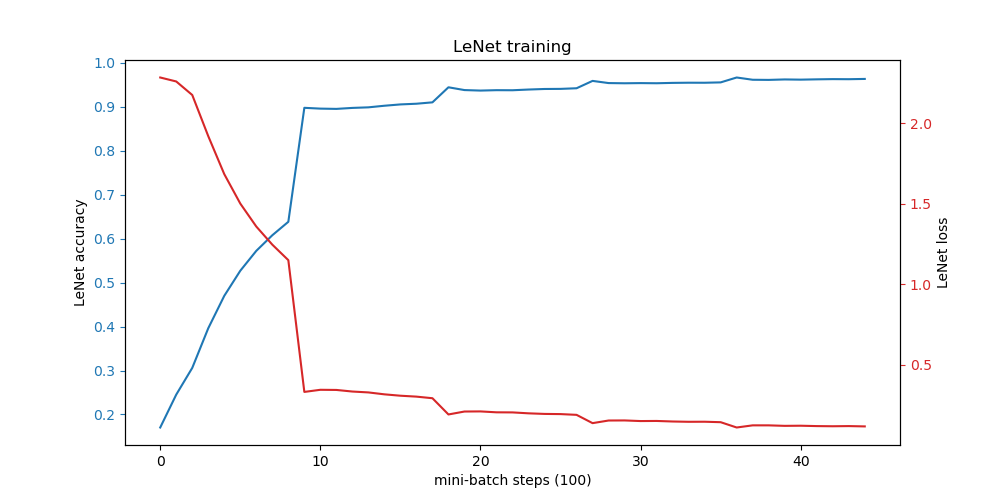 LeNet training
1.0
0.9
0.8
0.7
0.6
0.5
0.4
0.3
0.2
LeNet accuracy
2.0
1.5
1.0
0.5
LeNet loss
0 10 20 30 40
mini-batch steps (100)